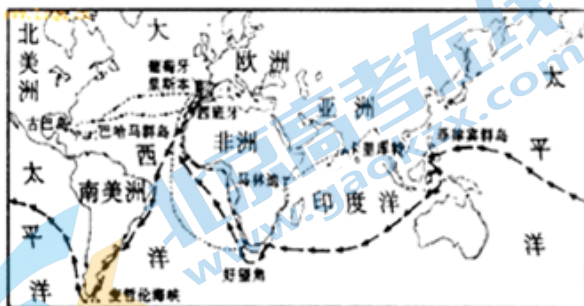 北美洲
大
西
洋
葡萄牙
里斯本
西班牙
欧洲
亚洲
太
平
洋
古巴岛
巴哈马群岛
非洲
卡里库特
菲律宾群岛
马林迪
印度洋
太
平
洋
南美洲
好望角
麦哲伦海峡
北京高考在线
www.gaokzx.com